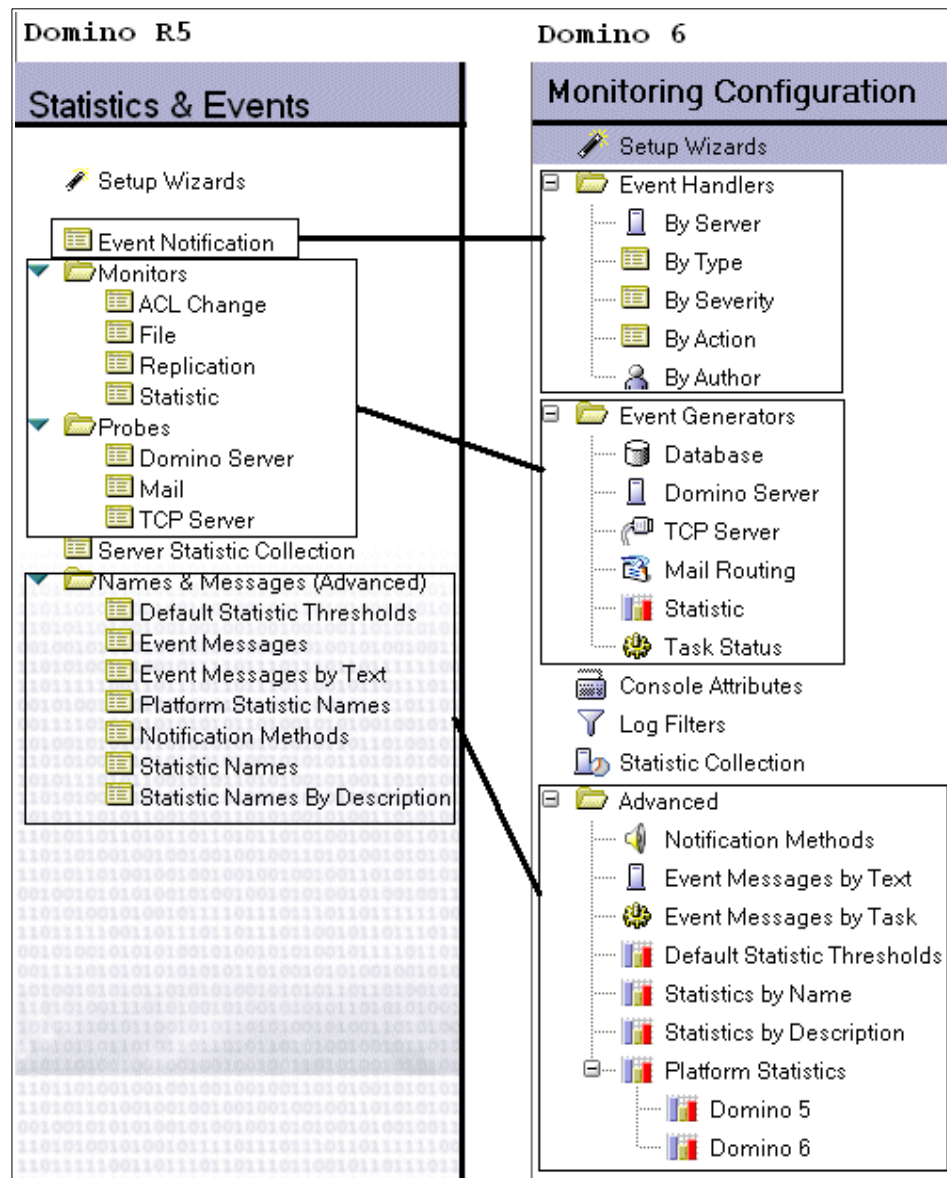 Domino R5
Statistics & Events
Setup Wizards
Event Notification
Monitors
ACL Change
File
Replication
Statistic
Probes
Domino Server
Mail
TCP Server
Server Statistic Collection
Names & Messages (Advanced)
Default Statistic Thresholds
Event Messages
Event Messages by Text
Platform Statistic Names
Notification Methods
Statistic Names
Statistic Names By Description
Domino 6
Monitoring Configuration
Setup Wizards
Event Handlers
By Server
By Type
By Severity
By Action
By Author
Event Generators
Database
Domino Server
TCP Server
Mail Routing
Statistic
Task Status
Console Attributes
Log Filters
Statistic Collection
Advanced
Notification Methods
Event Messages by Text
Event Messages by Task
Default Statistic Thresholds
Statistics by Name
Statistics by Description
Platform Statistics
Domino 5
Domino 6